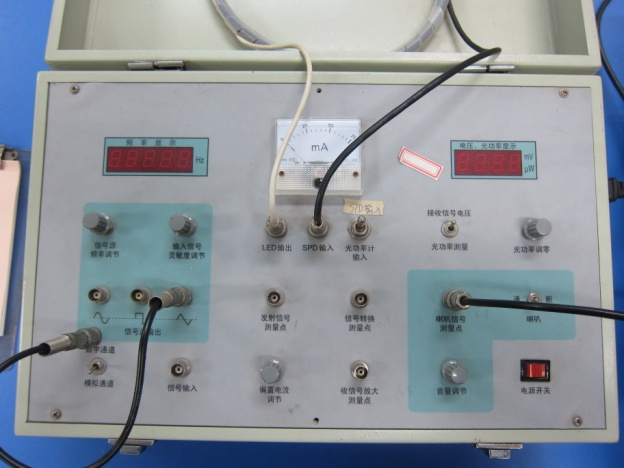 频率显示
Hz
mA
电压、光功率显示
mV
μW
SPD输入
信号源
频率调节
输入信号
灵敏度调节
LED输出
SPD输入
光功率计
输入
接收信号电压
光功率测量
光功率调零
发射信号
测量点
信号转换
测量点
喇叭信号
测量点
通
断
喇叭
数字通道
模拟通道
信号输入
偏置电流
调节
收信号放大
测量点
音量调节
电源开关